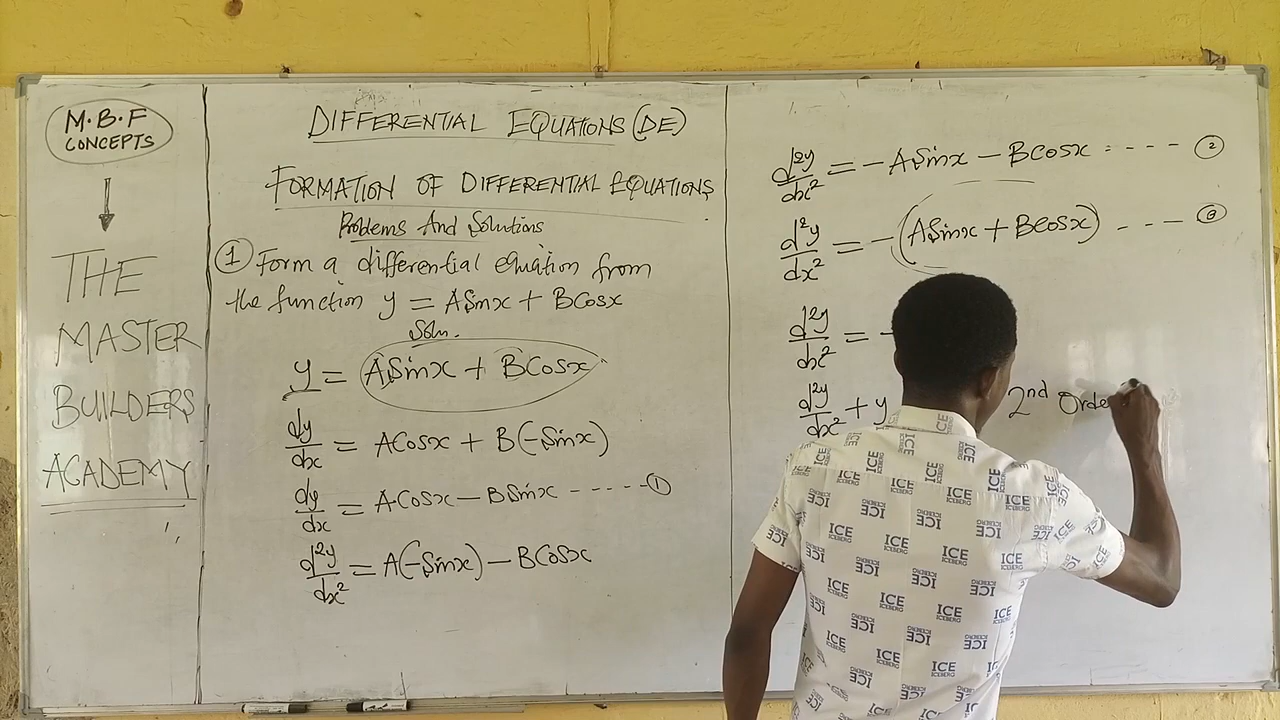 M.B.F
CONCEPTS
THE
MASTER
BUILDERS
ACADEMY
DIFFERENTIAL EQUATIONS (DE)
FORMATION OF DIFFERENTIAL EQUATIONS
Problems And Solutions
① Form a differential equation from
the function y = ASinx + BCosx
Soln.
y = ASinx + BCosx
dy/dx = ACosx + B(-Sinx)
dy/dx = ACosx - BSinx ------ ①
d²y/dx² = A(-Sinx) - BCosx
d²y/dx² = -ASinx - BCosx ---- ②
d²y/dx² = -(ASinx + BCosx) --- ③
d²y/dx² = -
d²y/dx² + y 2nd Orde
ICE
ICEBERG